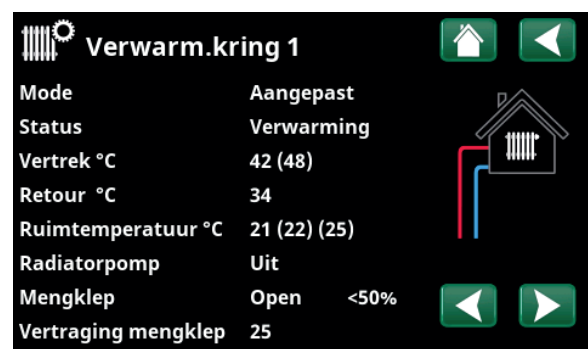 Verwarm.kring 1
Mode Aangepast
Status Verwarming
Vertrek °C 42 (48)
Retour °C 34
Ruimtemperatuur °C 21 (22) (25)
Radiatorpomp Uit
Mengklep Open <50%
Vertraging mengklep 25